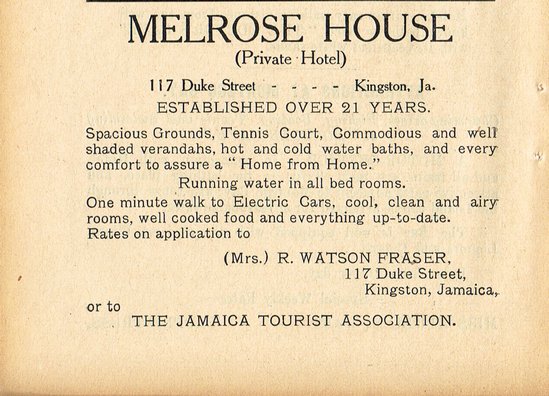 MELROSE HOUSE
(Private Hotel)
117 Duke Street - - - - Kingston, Ja.
ESTABLISHED OVER 21 YEARS.
Spacious Grounds, Tennis Court, Commodious and well
shaded verandahs, hot and cold water baths, and every
comfort to assure a " Home from Home."
Running water in all bed rooms.
One minute walk to Electric Cars, cool, clean and airy
rooms, well cooked food and everything up-to-date.
Rates on application to
(Mrs.) R. WATSON FRASER,
117 Duke Street,
Kingston, Jamaica,
or to
THE JAMAICA TOURIST ASSOCIATION.